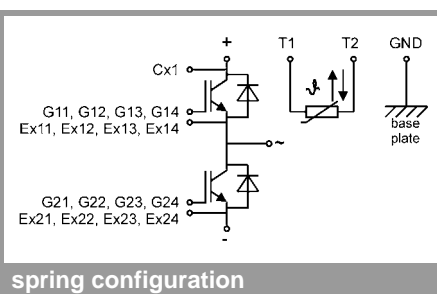 + T1 T2 GND
Cx1
ϑ
G11, G12, G13, G14
Ex11, Ex12, Ex13, Ex14
base
plate
~
G21, G22, G23, G24
Ex21, Ex22, Ex23, Ex24
-
spring configuration